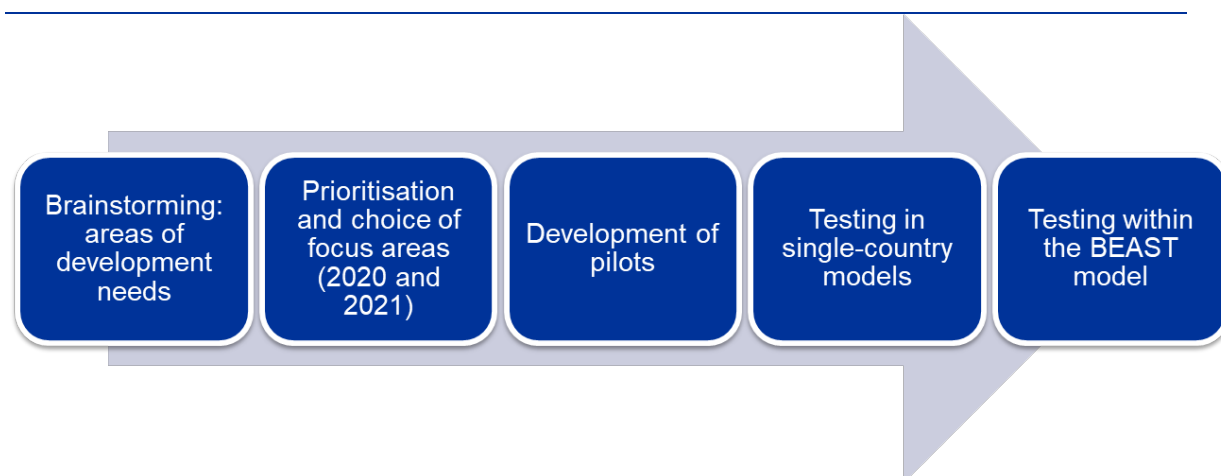 Brainstorming:
areas of
development
needs
Prioritisation
and choice of
focus areas
(2020 and
2021)
Development of
pilots
Testing in
single-country
models
Testing within
the BEAST
model